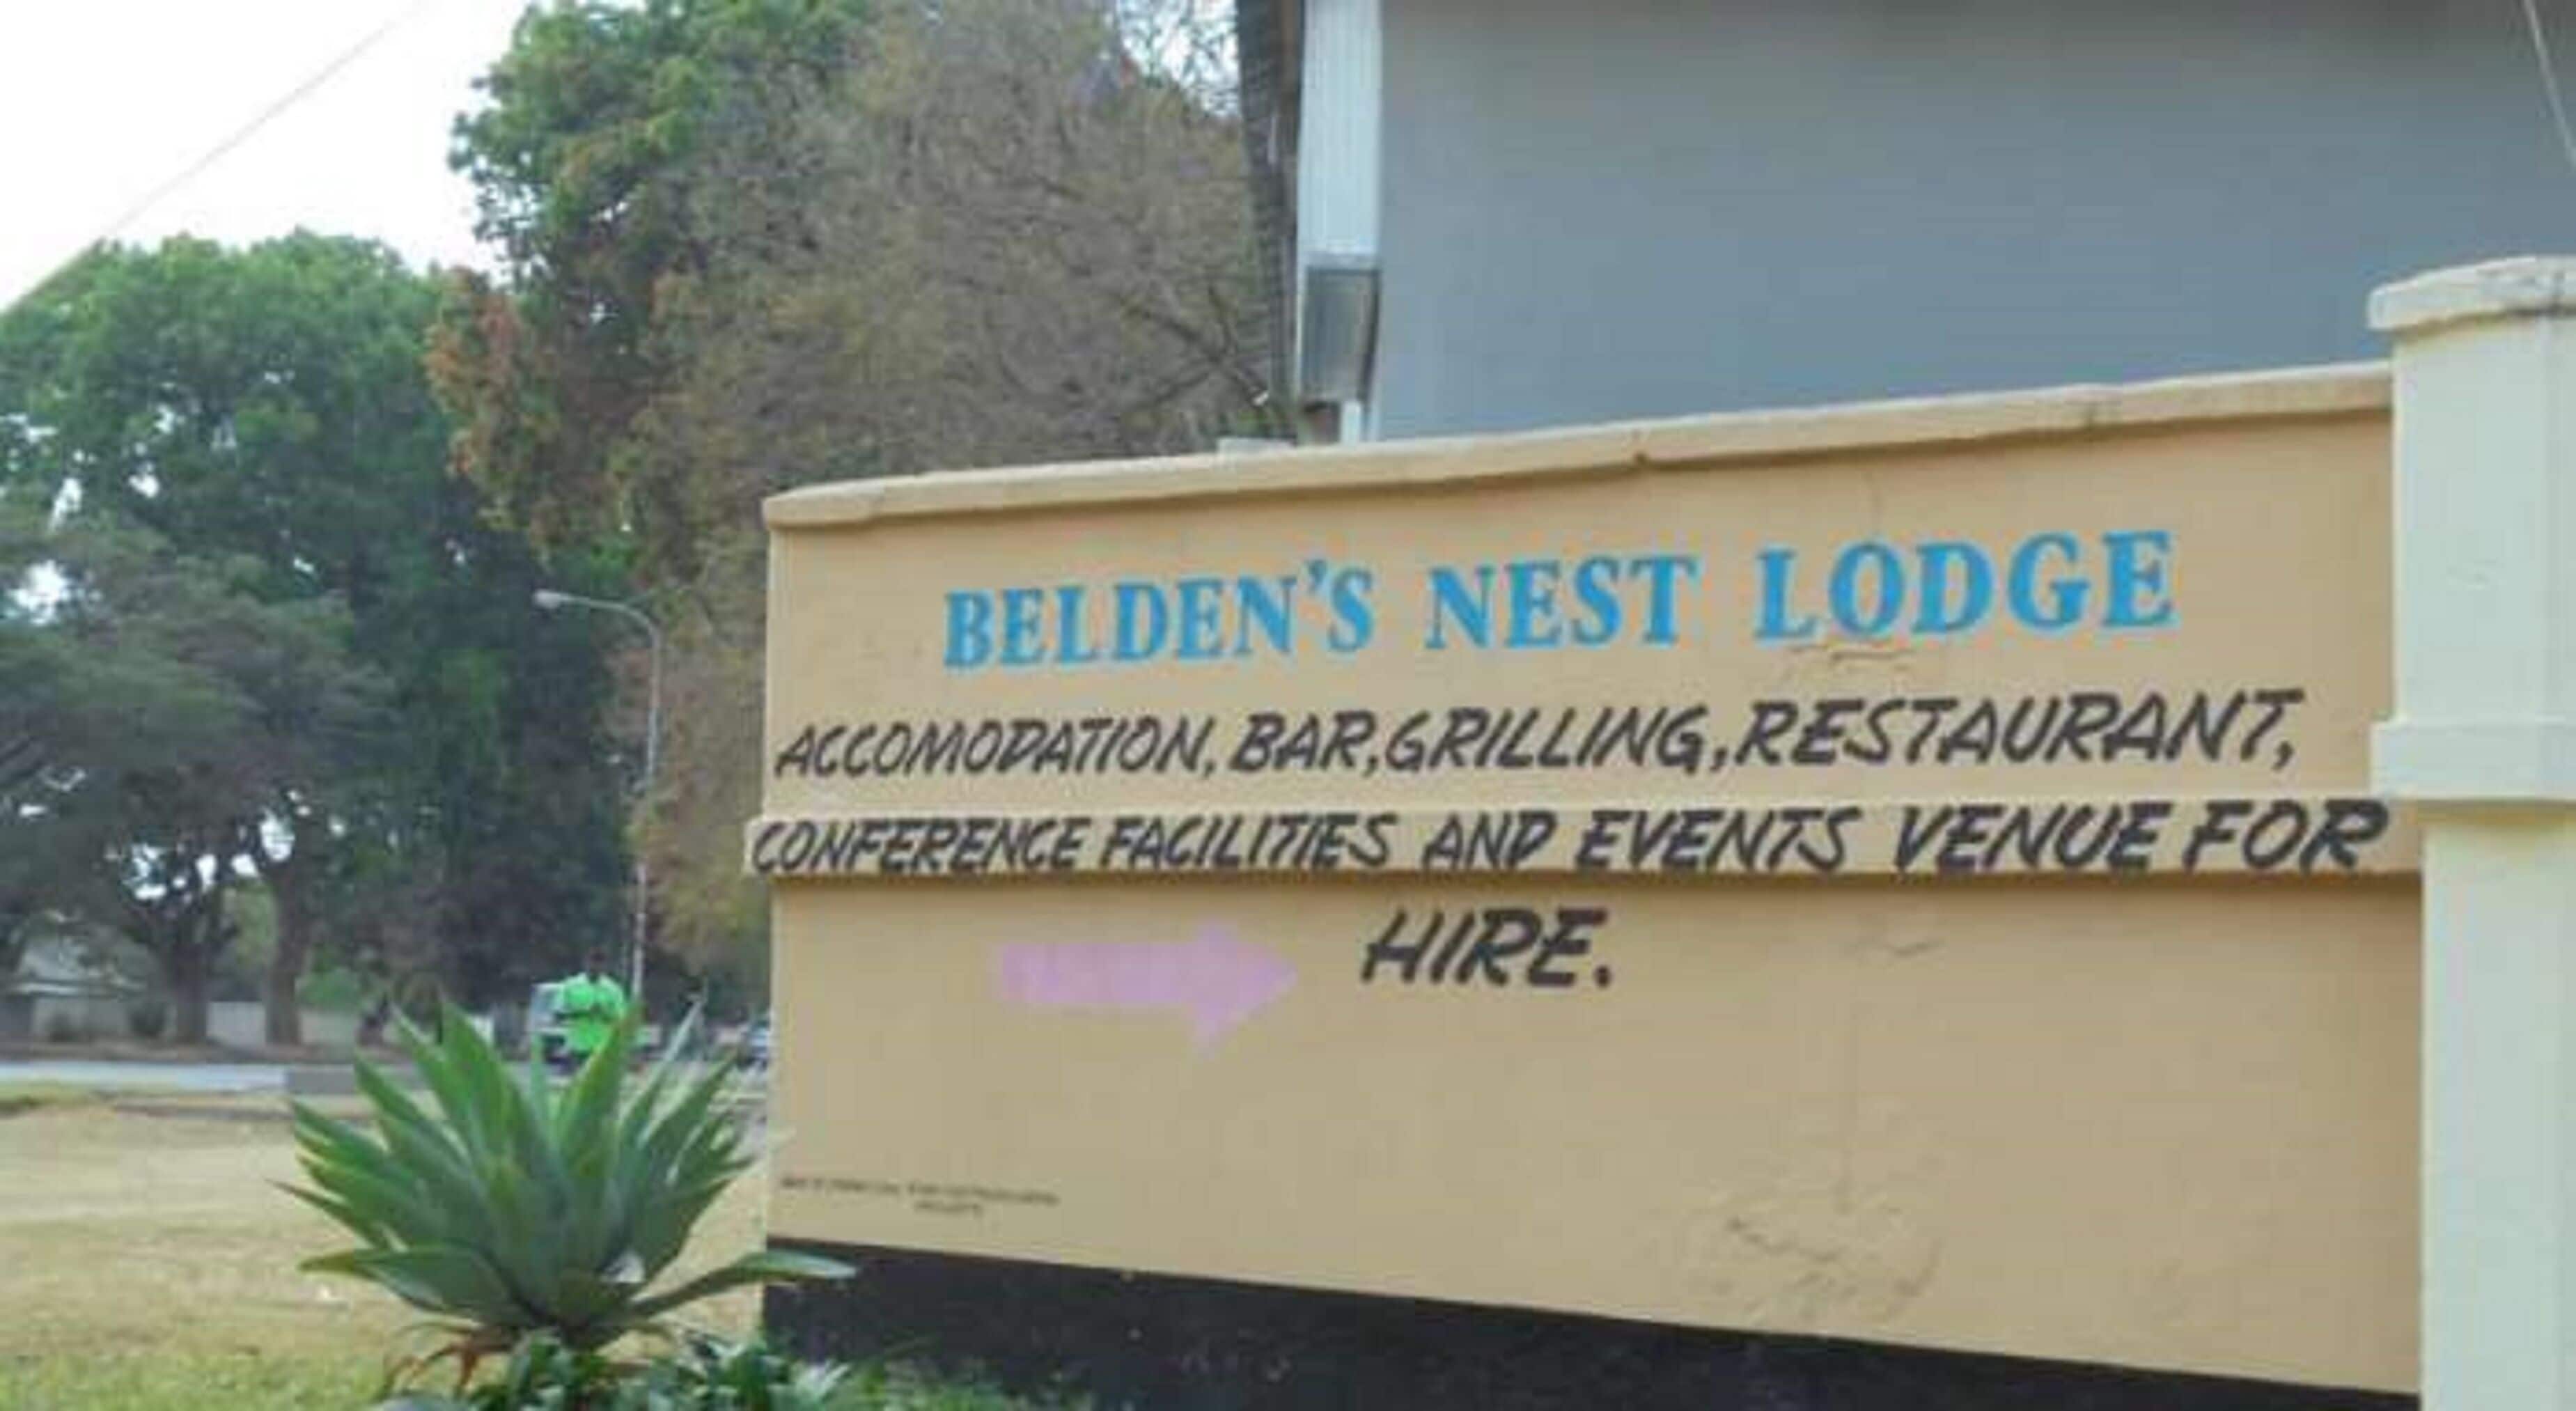 BELDEN'S NEST LODGE
ACCOMODATION, BAR,GRILLING,RESTAURANT,
CONFERENCE FACILITIES AND EVENTS VENUE FOR
HIRE.